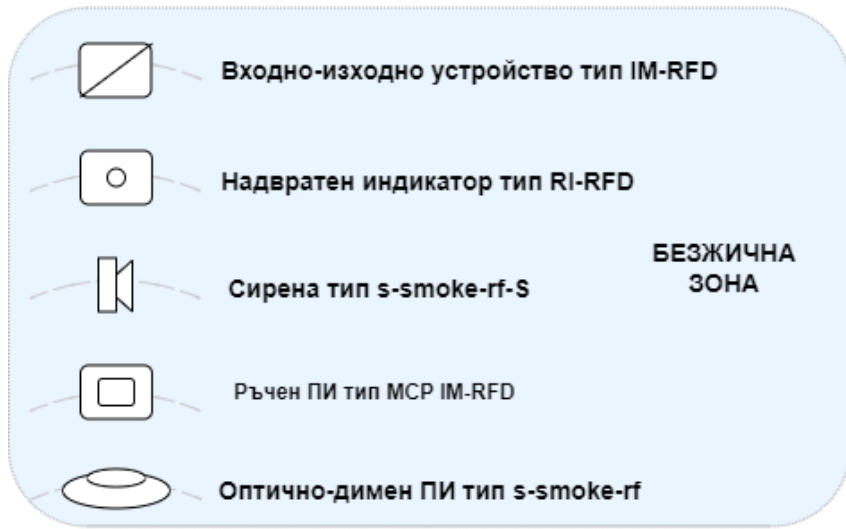 Входно-изходно устройство тип IM-RFD
Надвратен индикатор тип RI-RFD
БЕЗЖИЧНА
ЗОНА
Сирена тип s-smoke-rf-S
Ръчен ПИ тип MCP IM-RFD
Оптично-димен ПИ тип s-smoke-rf